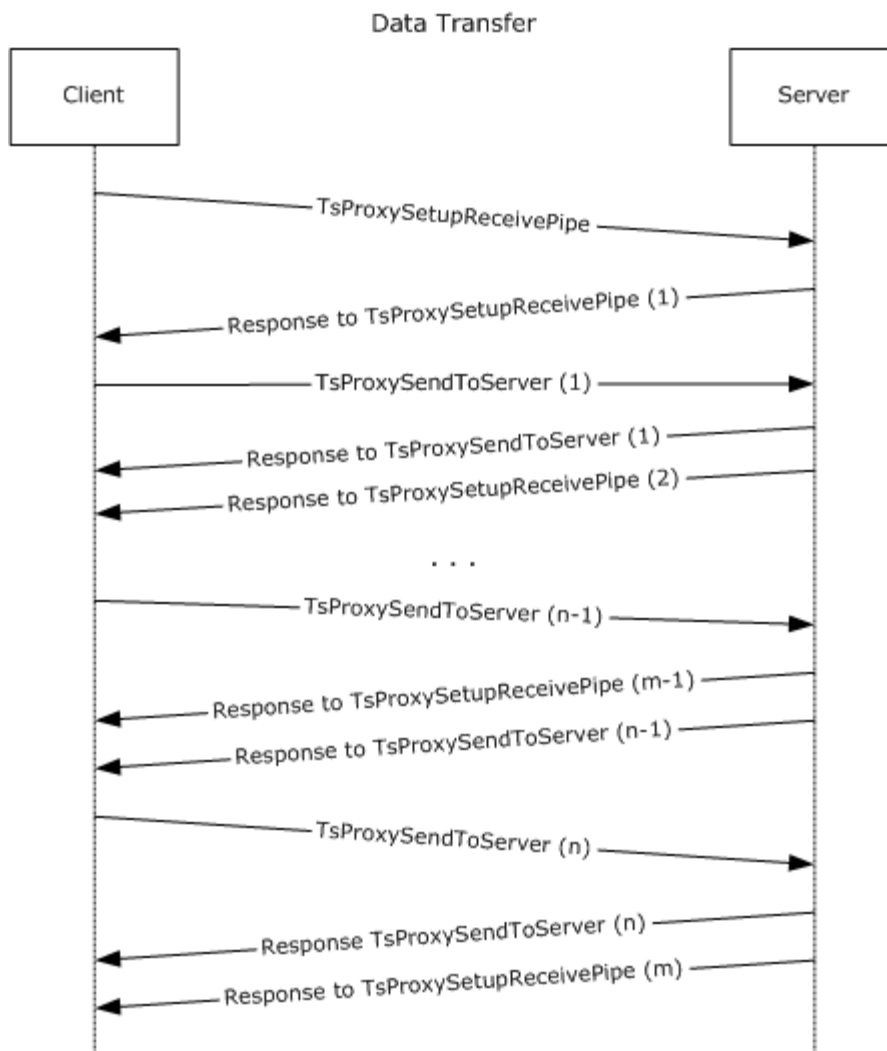 Data Transfer
Client
Server
TsProxySetupReceivePipe
Response to TsProxySetupReceivePipe (1)
TsProxySendToServer (1)
Response to TsProxySendToServer (1)
Response to TsProxySetupReceivePipe (2)
. . .
TsProxySendToServer (n-1)
Response to TsProxySetupReceivePipe (m-1)
Response to TsProxySendToServer (n-1)
TsProxySendToServer (n)
Response TsProxySendToServer (n)
Response to TsProxySetupReceivePipe (m)